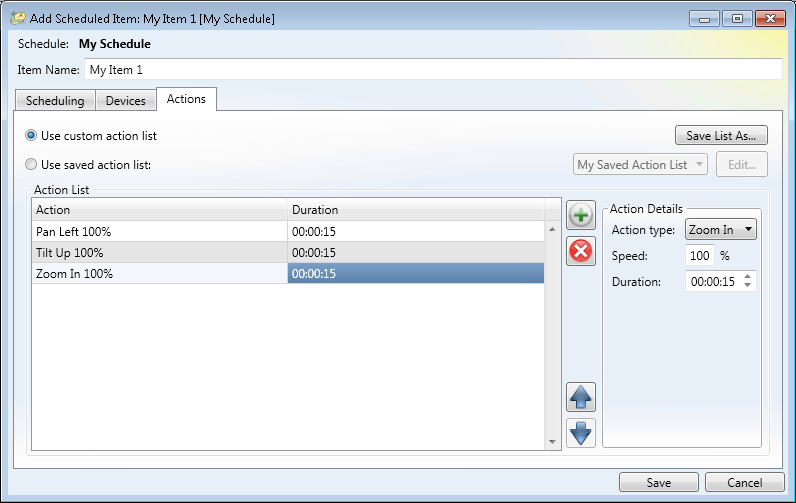 Add Scheduled Item: My Item 1 [My Schedule]
Schedule: My Schedule
Item Name: My Item 1
Scheduling Devices Actions
Use custom action list Save List As...
Use saved action list: My Saved Action List Edit...
Action List
Action Duration
Pan Left 100% 00:00:15
Tilt Up 100% 00:00:15
Zoom In 100% 00:00:15
Action Details
Action type: Zoom In
Speed: 100 %
Duration: 00:00:15
Save Cancel